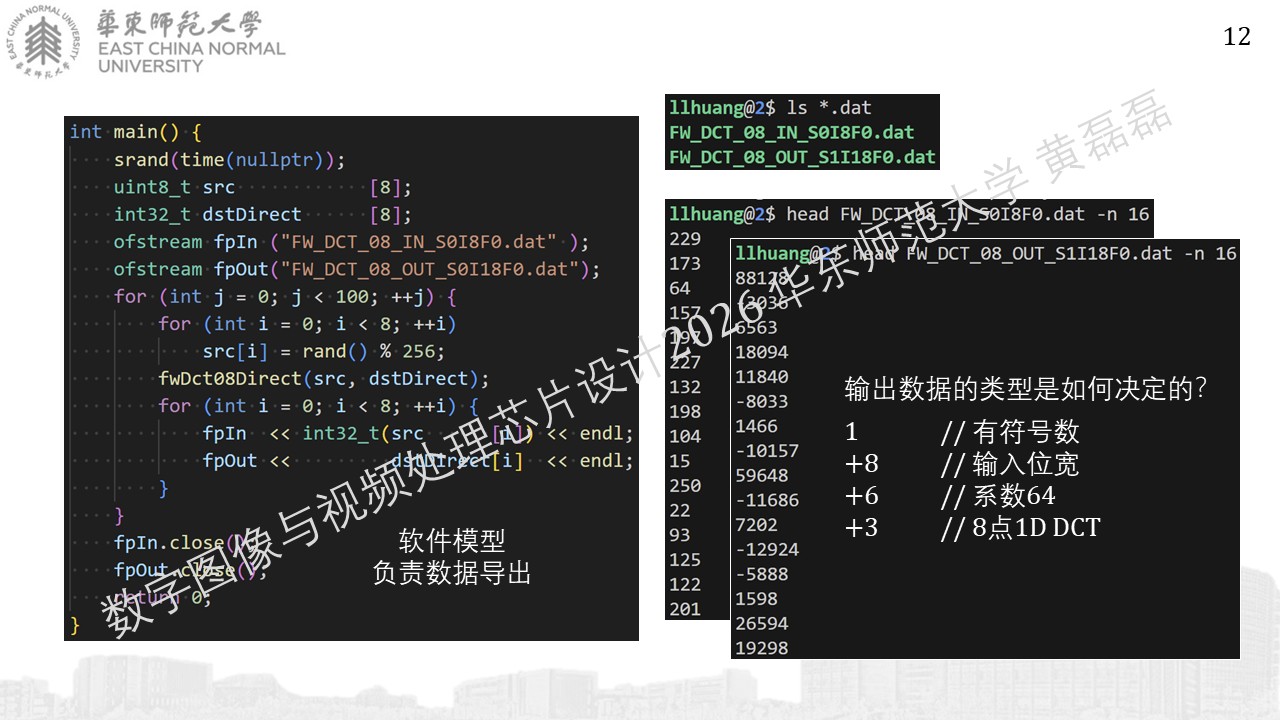 華東師範大學
EAST CHINA NORMAL
UNIVERSITY
12
int main() {
srand(time(nullptr));
uint8_t src [8];
int32_t dstDirect [8];
ofstream fpIn ("FW_DCT_08_IN_S0I8F0.dat" );
ofstream fpOut("FW_DCT_08_OUT_S0I18F0.dat");
for (int j = 0; j < 100; ++j) {
for (int i = 0; i < 8; ++i)
src[i] = rand() % 256;
fwDct08Direct(src, dstDirect);
for (int i = 0; i < 8; ++i) {
fpIn << int32_t(src [i]) << endl;
fpOut << dstDirect[i] << endl;
}
}
fpIn.close();
fpOut.close();
return 0;
}
软件模型
负责数据导出
llhuang@2$ ls *.dat
FW_DCT_08_IN_S0I8F0.dat
FW_DCT_08_OUT_S1I18F0.dat
llhuang@2$ head FW_DCT_08_IN_S0I8F0.dat -n 16
229
173
64
157
197
227
132
198
104
15
250
22
93
125
122
201
llhuang@2$ head FW_DCT_08_OUT_S1I18F0.dat -n 16
88128
-3036
6563
18094
11840
-8033
1466
-10157
59648
-11686
7202
-12924
-5888
1598
26594
19298
输出数据的类型是如何决定的?
1 // 有符号数
+8 // 输入位宽
+6 // 系数64
+3 // 8点1D DCT
数字图像与视频处理芯片设计2026 华东师范大学 黄磊磊